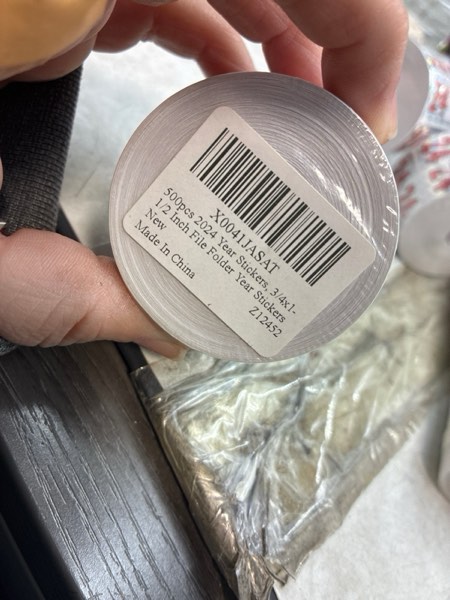 X0041JASAT
500pcs 2024 Year Stickers, 3/4x1-
1/2 Inch File Folder Year Stickers
New
Z12452
Made In China